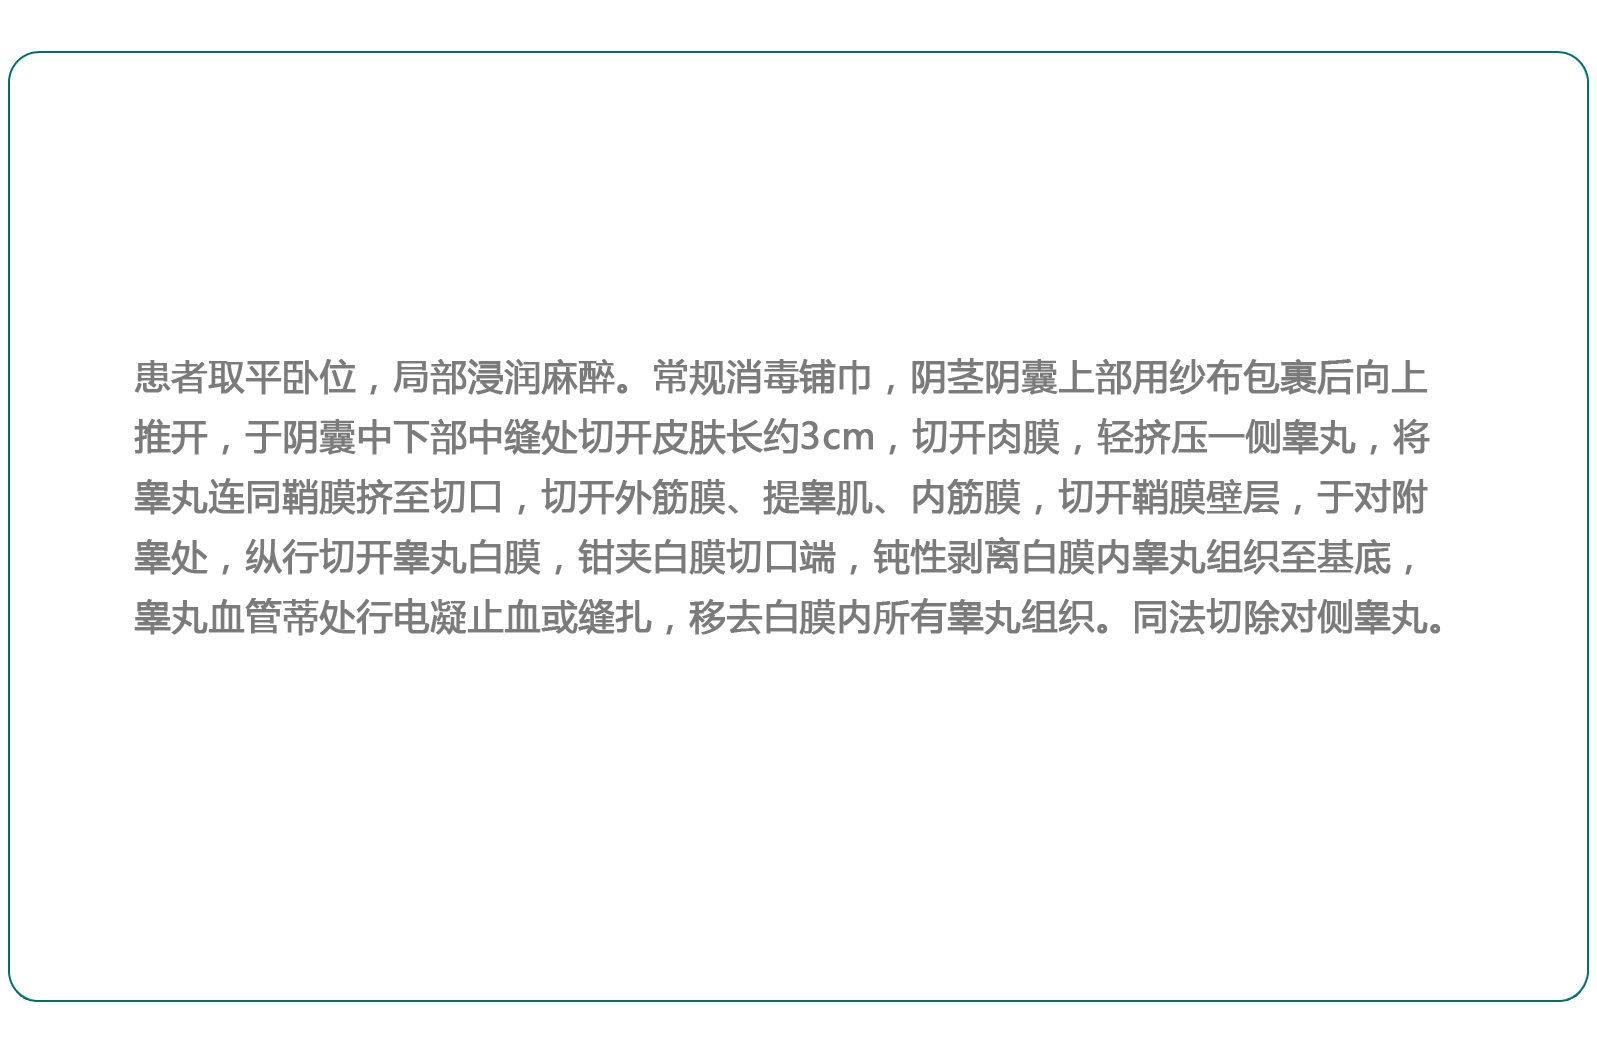 患者取平卧位，局部浸润麻醉。常规消毒铺巾，阴茎阴囊上部用纱布包裹后向上
推开，于阴囊中下部中缝处切开皮肤长约3cm，切开肉膜，轻挤压一侧睾丸，将
睾丸连同鞘膜挤至切口，切开外筋膜、提睾肌、内筋膜，切开鞘膜壁层，于对附
睾处，纵行切开睾丸白膜，钳夹白膜切口端，钝性剥离白膜内睾丸组织至基底，
睾丸血管蒂处行电凝止血或缝扎，移去白膜内所有睾丸组织。同法切除对侧睾丸。